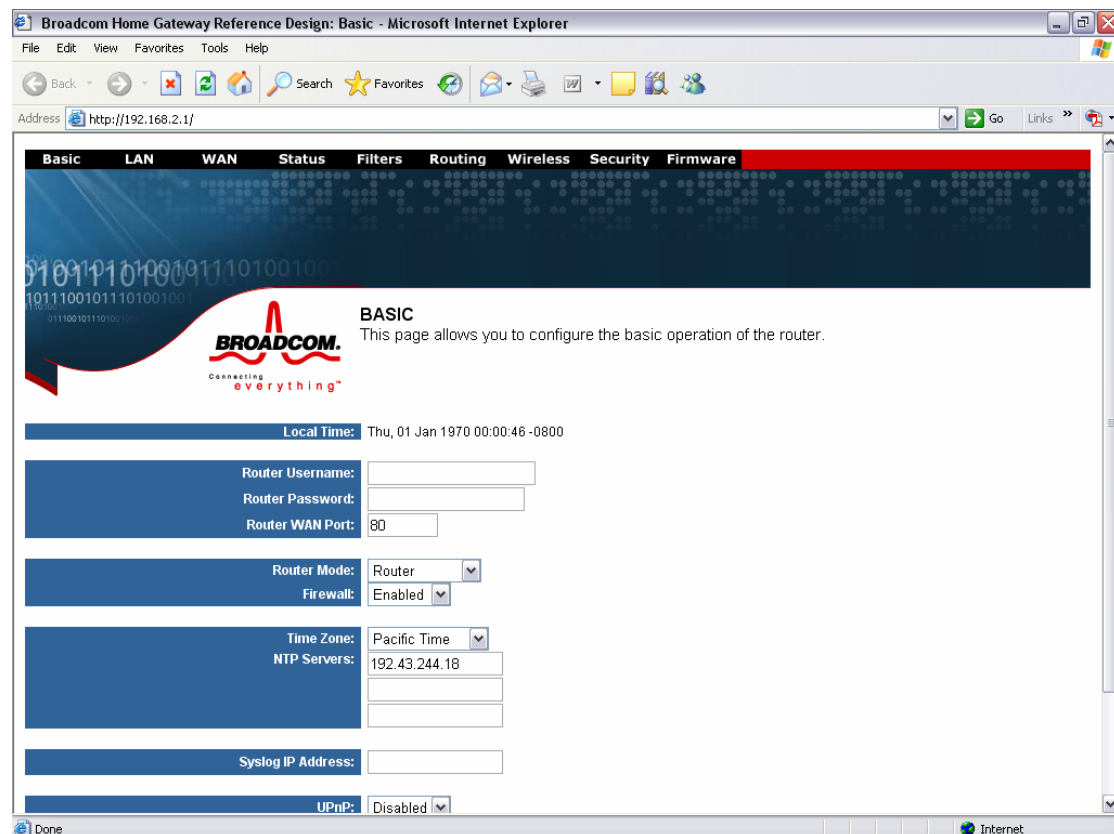 Broadcom Home Gateway Reference Design: Basic - Microsoft Internet Explorer
File Edit View Favorites Tools Help
Back Search Favorites
Address http://192.168.2.1/ Go Links »
Basic LAN WAN Status Filters Routing Wireless Security Firmware
BROADCOM.
Connecting
everything™
BASIC
This page allows you to configure the basic operation of the router.
Local Time: Thu, 01 Jan 1970 00:00:46 -0800
Router Username:
Router Password:
Router WAN Port: 80
Router Mode: Router
Firewall: Enabled
Time Zone: Pacific Time
NTP Servers: 192.43.244.18
Syslog IP Address:
UPnP: Disabled
Done Internet